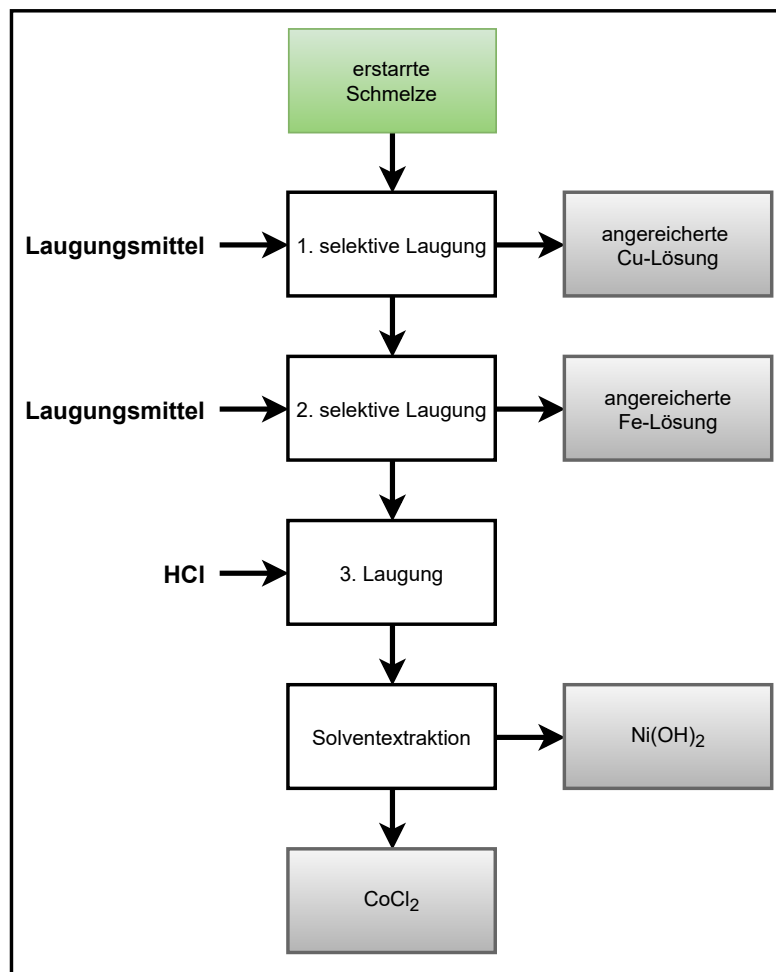 erstarrte
Schmelze
Laugungsmittel
1. selektive Laugung
angereicherte
Cu-Lösung
Laugungsmittel
2. selektive Laugung
angereicherte
Fe-Lösung
HCl
3. Laugung
Solventextraktion
Ni(OH)₂
CoCl₂